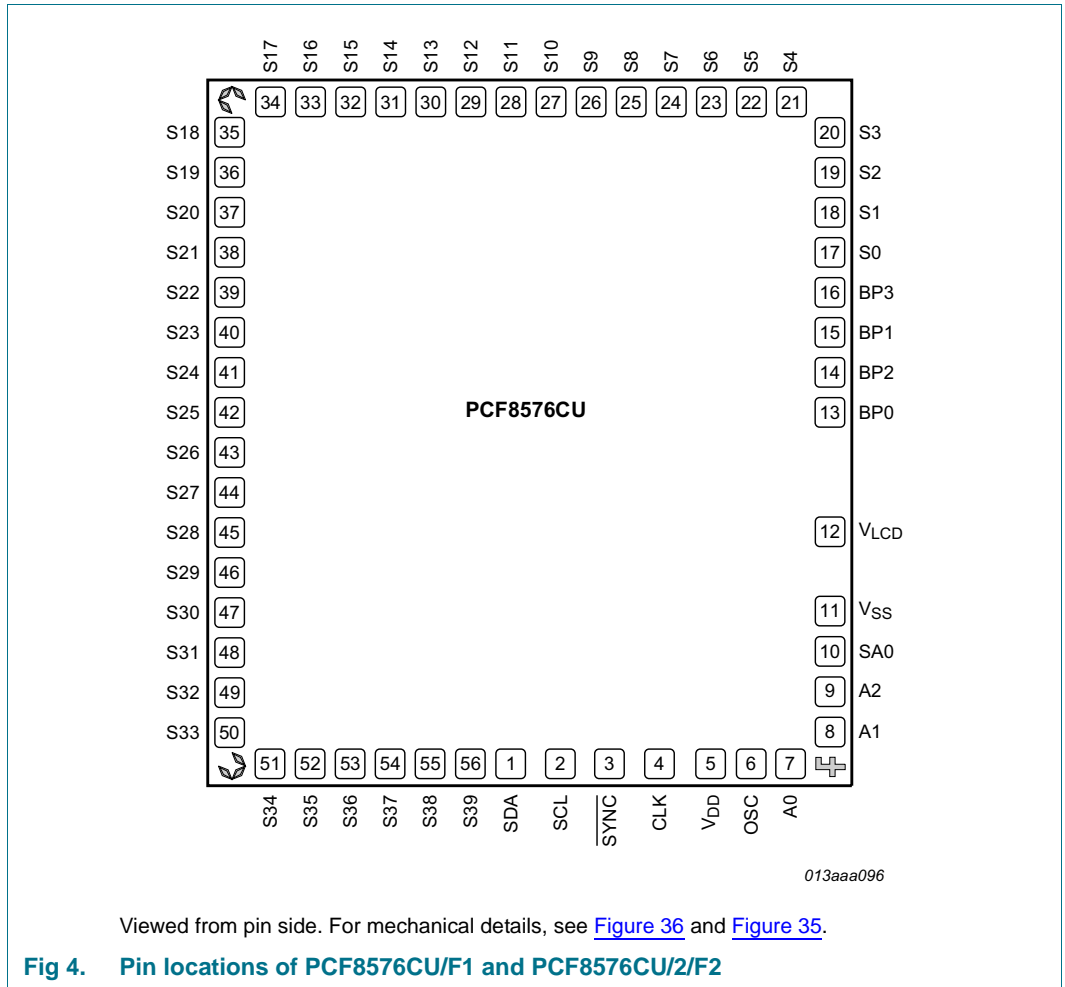 S17 S16 S15 S14 S13 S12 S11 S10 S9 S8 S7 S6 S5 S4
34 33 32 31 30 29 28 27 26 25 24 23 22 21
S18 35 20 S3
S19 36 19 S2
S20 37 18 S1
S21 38 17 S0
S22 39 16 BP3
S23 40 15 BP1
S24 41 14 BP2
S25 42 PCF8576CU 13 BP0
S26 43
S27 44
S28 45 12 VLCD
S29 46
S30 47 11 VSS
S31 48 10 SA0
S32 49 9 A2
S33 50 8 A1
51 52 53 54 55 56 1 2 3 4 5 6 7
S34 S35 S36 S37 S38 S39 SDA SCL SYNC CLK VDD OSC A0
013aaa096
Viewed from pin side. For mechanical details, see Figure 36 and Figure 35.
Fig 4. Pin locations of PCF8576CU/F1 and PCF8576CU/2/F2